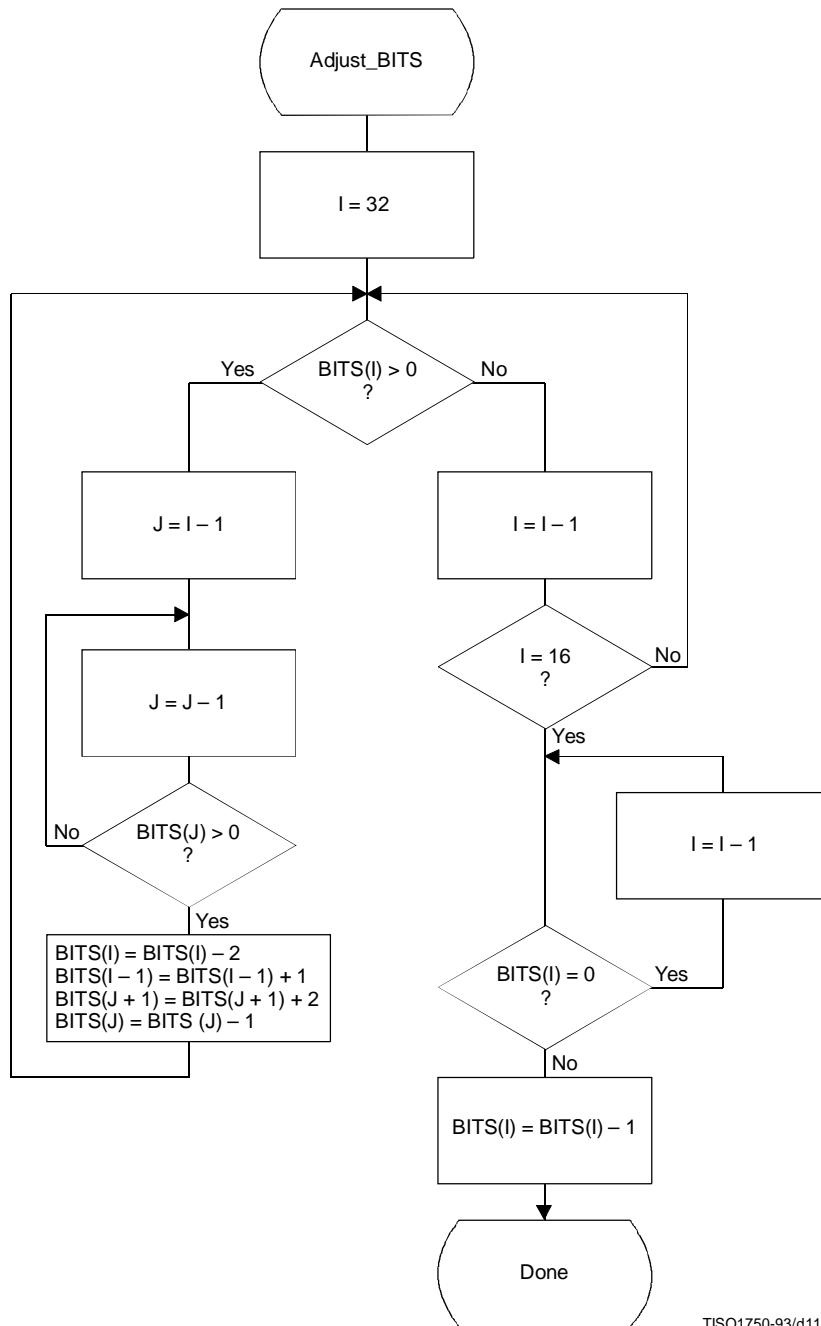 Adjust_BITS
I = 32
BITS(I) > 0
?
Yes
No
J = I – 1
I = I – 1
J = J – 1
I = 16
?
No
Yes
BITS(J) > 0
?
No
Yes
I = I – 1
BITS(I) = BITS(I) – 2
BITS(I – 1) = BITS(I – 1) + 1
BITS(J + 1) = BITS(J + 1) + 2
BITS(J) = BITS (J) – 1
BITS(I) = 0
?
Yes
No
BITS(I) = BITS(I) – 1
Done
TISO1750-93/d11